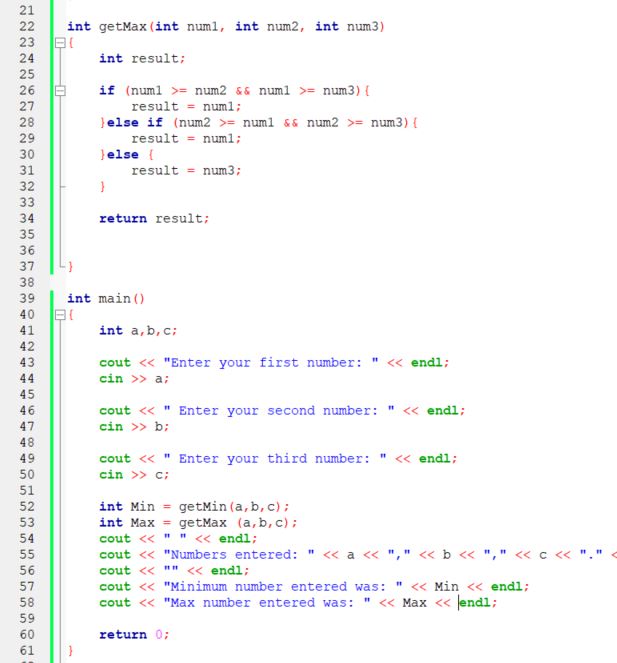 21
22 int getMax(int num1, int num2, int num3)
23 {
24 int result;
25
26 if (num1 >= num2 && num1 >= num3){
27 result = num1;
28 }else if (num2 >= num1 && num2 >= num3){
29 result = num1;
30 }else {
31 result = num3;
32 }
33
34 return result;
35
36
37 }
38
39 int main()
40 {
41 int a,b,c;
42
43 cout << "Enter your first number: " << endl;
44 cin >> a;
45
46 cout << " Enter your second number: " << endl;
47 cin >> b;
48
49 cout << " Enter your third number: " << endl;
50 cin >> c;
51
52 int Min = getMin(a,b,c);
53 int Max = getMax (a,b,c);
54 cout << " " << endl;
55 cout << "Numbers entered: " << a << "," << b << "," << c << "." <
56 cout << "" << endl;
57 cout << "Minimum number entered was: " << Min << endl;
58 cout << "Max number entered was: " << Max << endl;
59
60 return 0;
61 }